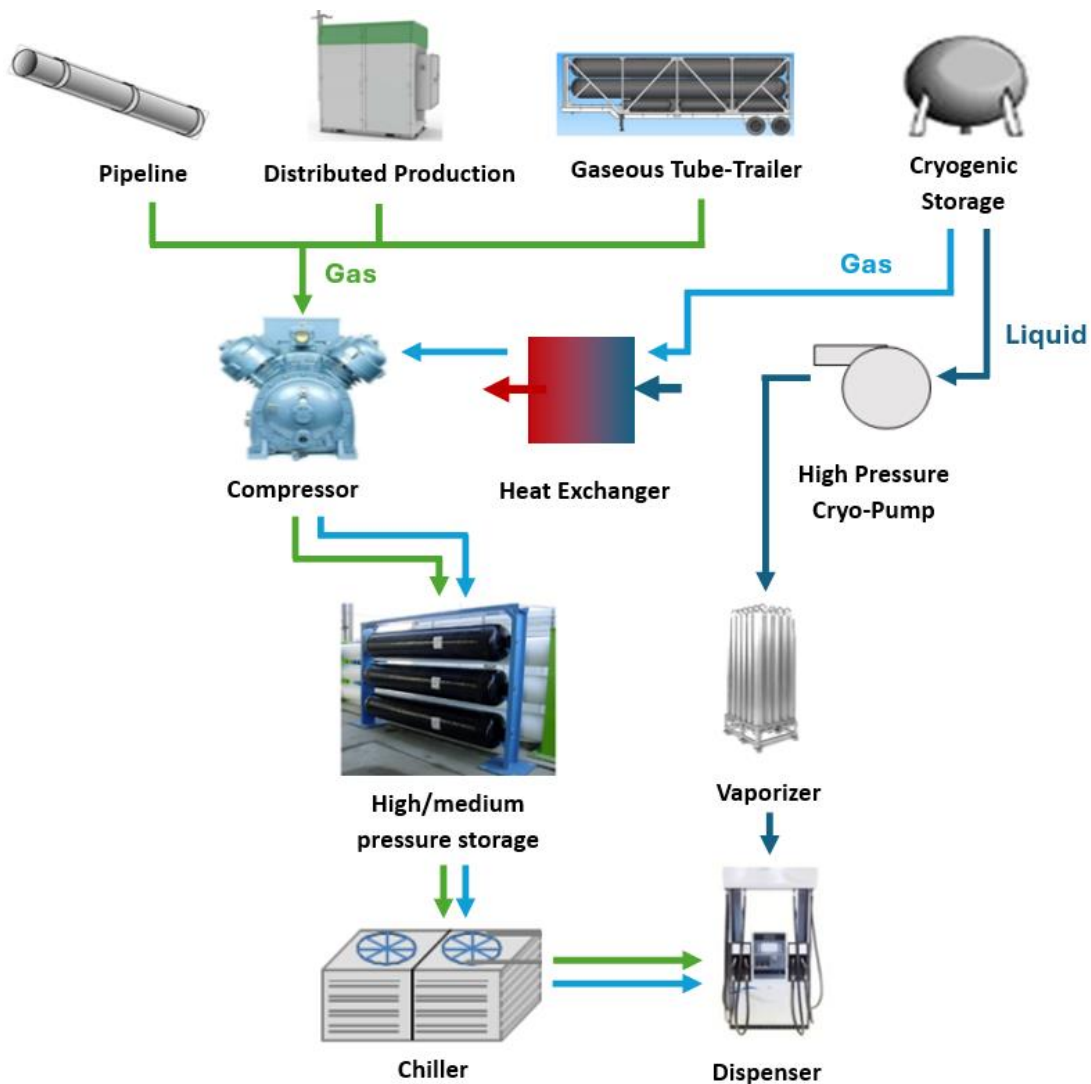 Pipeline
Distributed Production
Gaseous Tube-Trailer
Cryogenic
Storage
Gas
Gas
Liquid
Compressor
Heat Exchanger
High Pressure
Cryo-Pump
High/medium
pressure storage
Vaporizer
Chiller
Dispenser